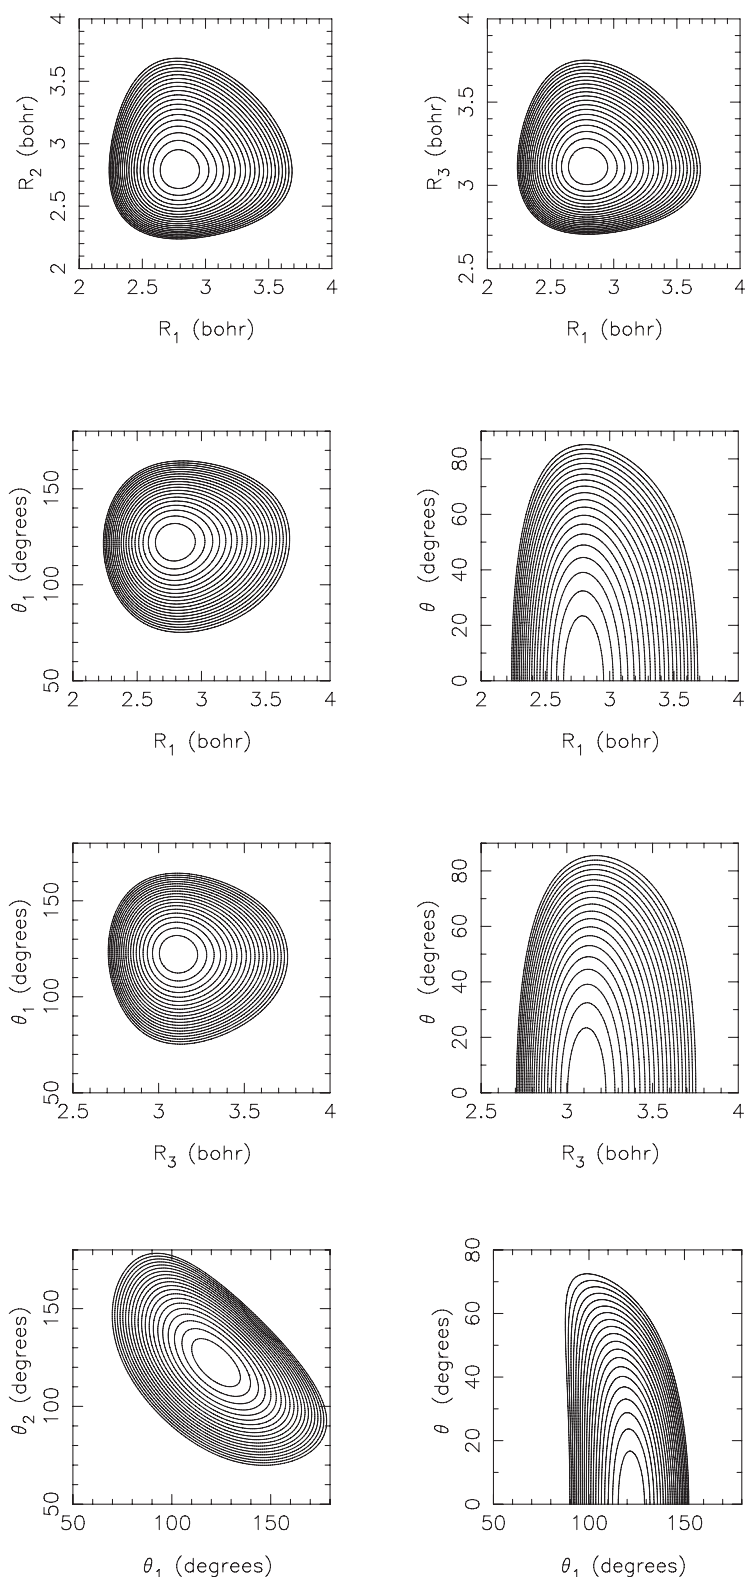 4
3.5
3
2.5
2
R2 (bohr)
2 2.5 3 3.5 4
R1 (bohr)
4
3.5
3
2.5
R3 (bohr)
2 2.5 3 3.5 4
R1 (bohr)
150
100
50
θ1 (degrees)
2 2.5 3 3.5 4
R1 (bohr)
80
60
40
20
0
θ (degrees)
2 2.5 3 3.5 4
R1 (bohr)
150
100
50
θ1 (degrees)
2.5 3 3.5 4
R3 (bohr)
80
60
40
20
0
θ (degrees)
2.5 3 3.5 4
R3 (bohr)
150
100
50
θ2 (degrees)
50 100 150
θ1 (degrees)
80
60
40
20
0
θ (degrees)
50 100 150
θ1 (degrees)